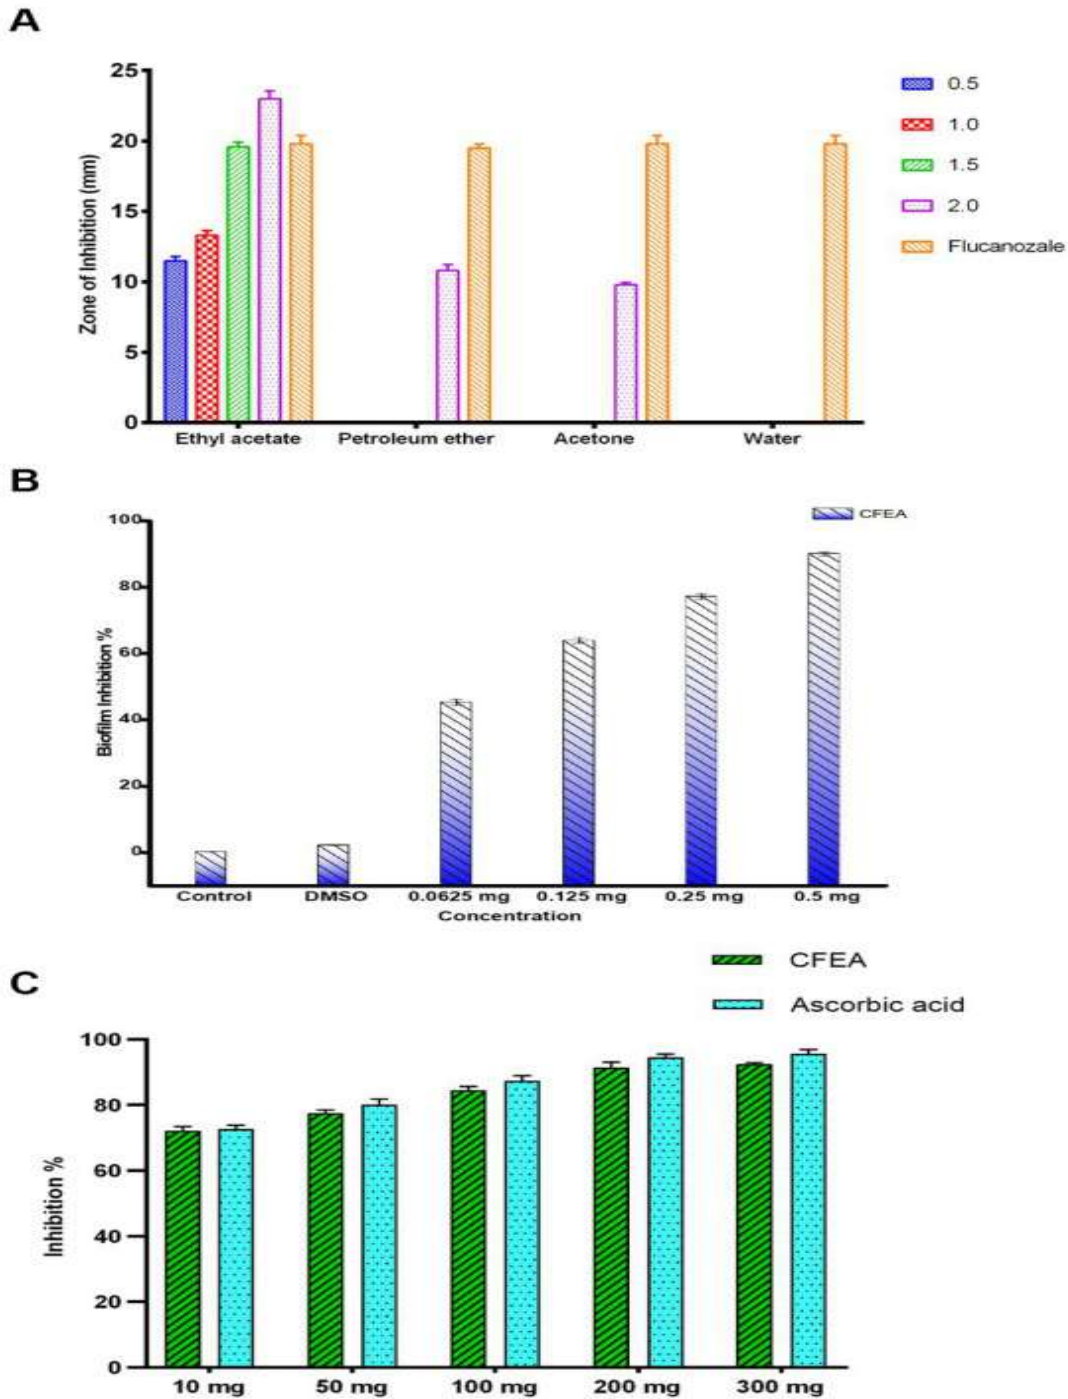 A
25
20
15
10
5
0
Zone of Inhibition (mm)
Ethyl acetate
Petroleum ether
Acetone
Water
0.5
1.0
1.5
2.0
Flucanozale
B
100
80
60
40
20
0
Biofilm Inhibition %
CFEA
Control
DMSO
0.0625 mg
0.125 mg
0.25 mg
0.5 mg
Concentration
C
CFEA
Ascorbic acid
100
80
60
40
20
0
Inhibition %
10 mg
50 mg
100 mg
200 mg
300 mg